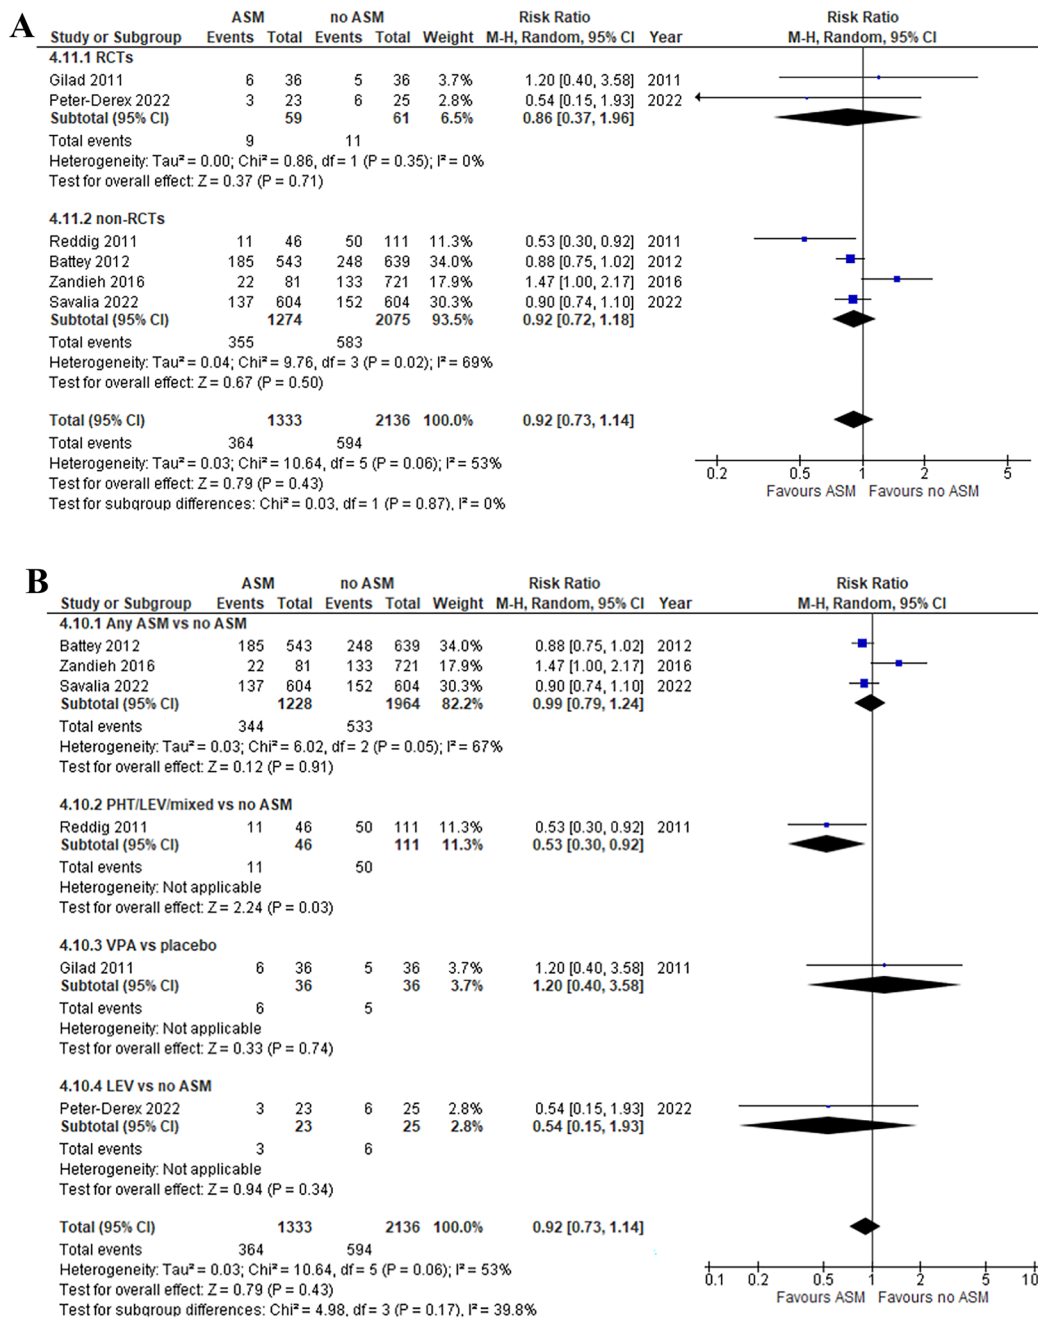 A
ASM no ASM Risk Ratio Risk Ratio
Study or Subgroup Events Total Events Total Weight M-H, Random, 95% CI Year M-H, Random, 95% CI
4.11.1 RCTs
Gilad 2011 6 36 5 36 3.7% 1.20 [0.40, 3.58] 2011
Peter-Derex 2022 3 23 6 25 2.8% 0.54 [0.15, 1.93] 2022
Subtotal (95% CI) 59 61 6.5% 0.86 [0.37, 1.96]
Total events 9 11
Heterogeneity: Tau² = 0.00; Chi² = 0.86, df = 1 (P = 0.35); I² = 0%
Test for overall effect: Z = 0.37 (P = 0.71)
4.11.2 non-RCTs
Reddig 2011 11 46 50 111 11.3% 0.53 [0.30, 0.92] 2011
Battey 2012 185 543 248 639 34.0% 0.88 [0.75, 1.02] 2012
Zandieh 2016 22 81 133 721 17.9% 1.47 [1.00, 2.17] 2016
Savalia 2022 137 604 152 604 30.3% 0.90 [0.74, 1.10] 2022
Subtotal (95% CI) 1274 2075 93.5% 0.92 [0.72, 1.18]
Total events 355 583
Heterogeneity: Tau² = 0.04; Chi² = 9.76, df = 3 (P = 0.02); I² = 69%
Test for overall effect: Z = 0.67 (P = 0.50)
Total (95% CI) 1333 2136 100.0% 0.92 [0.73, 1.14]
Total events 364 594
Heterogeneity: Tau² = 0.03; Chi² = 10.64, df = 5 (P = 0.06); I² = 53%
Test for overall effect: Z = 0.79 (P = 0.43)
Test for subgroup differences: Chi² = 0.03, df = 1 (P = 0.87), I² = 0%
0.2 0.5 1 2 5
Favours ASM Favours no ASM
B
ASM no ASM Risk Ratio Risk Ratio
Study or Subgroup Events Total Events Total Weight M-H, Random, 95% CI Year M-H, Random, 95% CI
4.10.1 Any ASM vs no ASM
Battey 2012 185 543 248 639 34.0% 0.88 [0.75, 1.02] 2012
Zandieh 2016 22 81 133 721 17.9% 1.47 [1.00, 2.17] 2016
Savalia 2022 137 604 152 604 30.3% 0.90 [0.74, 1.10] 2022
Subtotal (95% CI) 1228 1964 82.2% 0.99 [0.79, 1.24]
Total events 344 533
Heterogeneity: Tau² = 0.03; Chi² = 6.02, df = 2 (P = 0.05); I² = 67%
Test for overall effect: Z = 0.12 (P = 0.91)
4.10.2 PHT/LEV/mixed vs no ASM
Reddig 2011 11 46 50 111 11.3% 0.53 [0.30, 0.92] 2011
Subtotal (95% CI) 46 111 11.3% 0.53 [0.30, 0.92]
Total events 11 50
Heterogeneity: Not applicable
Test for overall effect: Z = 2.24 (P = 0.03)
4.10.3 VPA vs placebo
Gilad 2011 6 36 5 36 3.7% 1.20 [0.40, 3.58] 2011
Subtotal (95% CI) 36 36 3.7% 1.20 [0.40, 3.58]
Total events 6 5
Heterogeneity: Not applicable
Test for overall effect: Z = 0.33 (P = 0.74)
4.10.4 LEV vs no ASM
Peter-Derex 2022 3 23 6 25 2.8% 0.54 [0.15, 1.93] 2022
Subtotal (95% CI) 23 25 2.8% 0.54 [0.15, 1.93]
Total events 3 6
Heterogeneity: Not applicable
Test for overall effect: Z = 0.94 (P = 0.34)
Total (95% CI) 1333 2136 100.0% 0.92 [0.73, 1.14]
Total events 364 594
Heterogeneity: Tau² = 0.03; Chi² = 10.64, df = 5 (P = 0.06); I² = 53%
Test for overall effect: Z = 0.79 (P = 0.43)
Test for subgroup differences: Chi² = 4.98, df = 3 (P = 0.17), I² = 39.8%
0.1 0.2 0.5 1 2 5 10
Favours ASM Favours no ASM